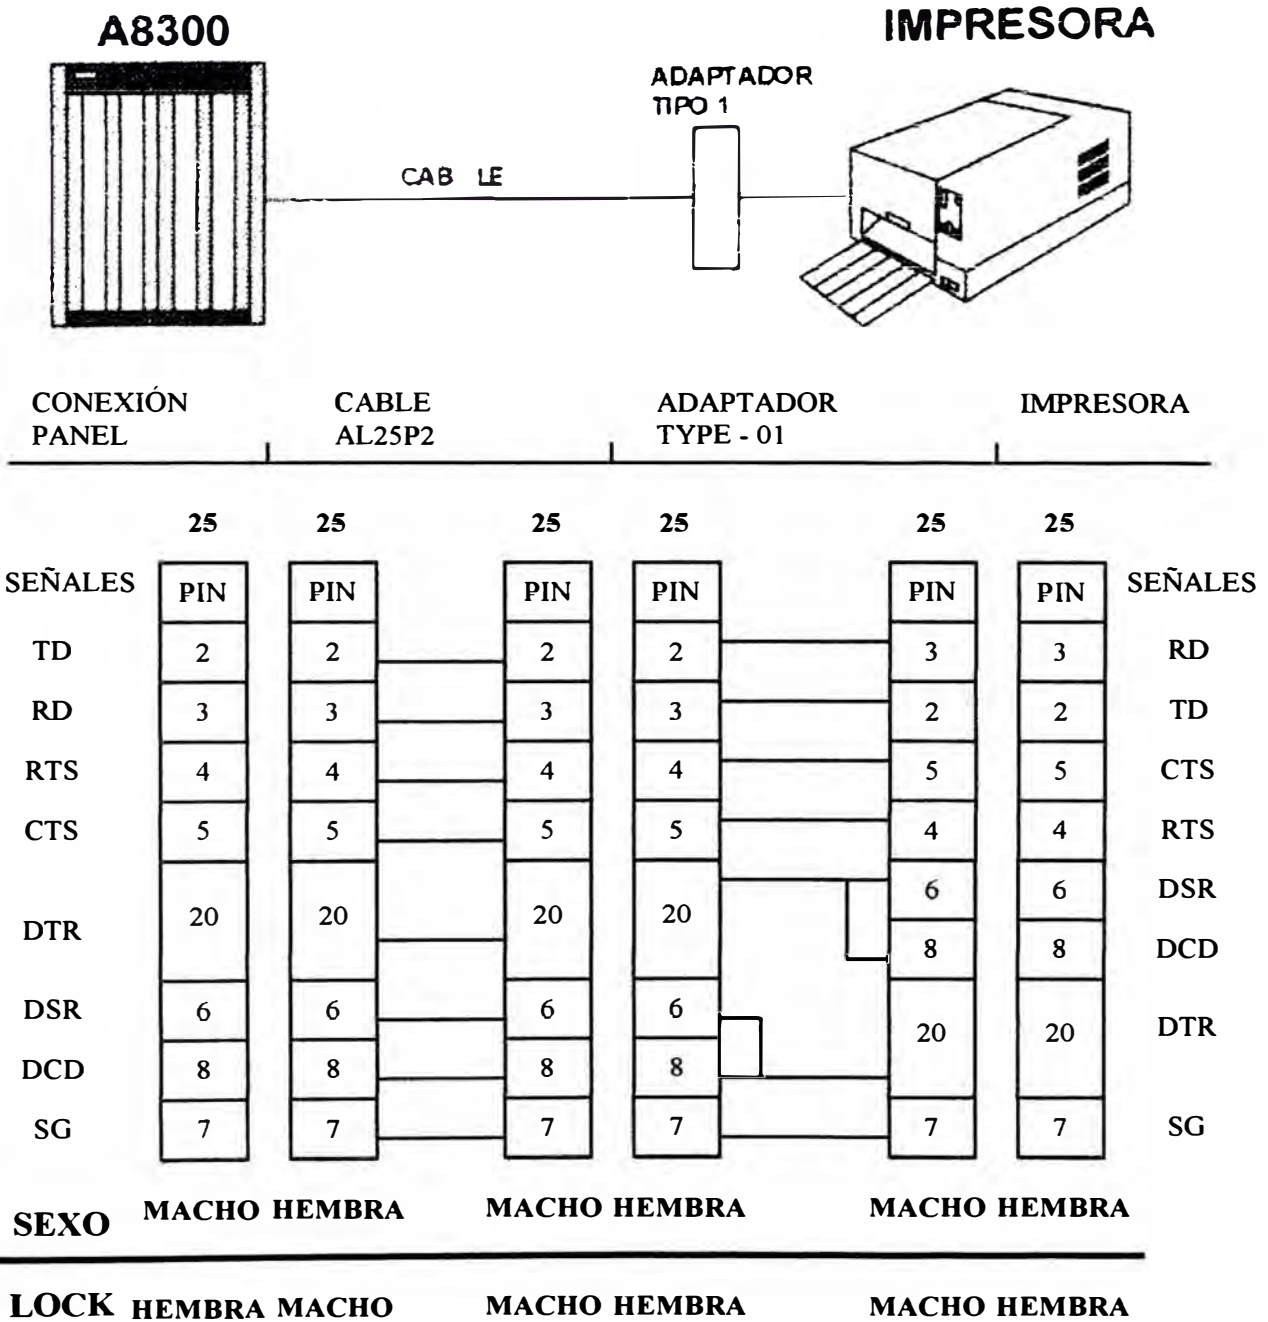 A8300
IMPRESORA
ADAPTADOR
TIPO 1
CAB LE
CONEXIÓN
PANEL
CABLE
AL25P2
ADAPTADOR
TYPE - 01
IMPRESORA
25 25 25 25 25 25
SEÑALES PIN PIN PIN PIN PIN PIN SEÑALES
TD 2 2 2 2 3 3 RD
RD 3 3 3 3 2 2 TD
RTS 4 4 4 4 5 5 CTS
CTS 5 5 5 5 4 4 RTS
6 6 DSR
DTR 20 20 20 20
8 8 DCD
DSR 6 6 6 6
20 20 DTR
DCD 8 8 8 8
SG 7 7 7 7 7 7 SG
SEXO MACHO HEMBRA MACHO HEMBRA MACHO HEMBRA
LOCK HEMBRA MACHO MACHO HEMBRA MACHO HEMBRA